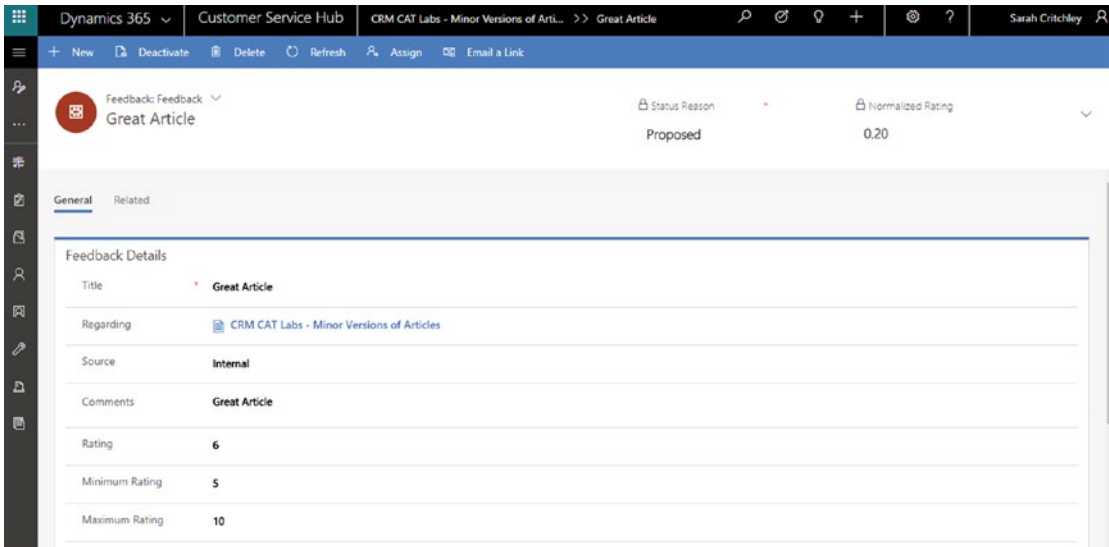 Dynamics 365 Customer Service Hub CRM CAT Labs - Minor Versions of Arti... >> Great Article Sarah Critchley
New Deactivate Delete Refresh Assign Email a Link
Feedback: Feedback
Great Article
Status Reason * Normalized Rating
Proposed 0.20
General Related
Feedback Details
Title * Great Article
Regarding CRM CAT Labs - Minor Versions of Articles
Source Internal
Comments Great Article
Rating 6
Minimum Rating 5
Maximum Rating 10